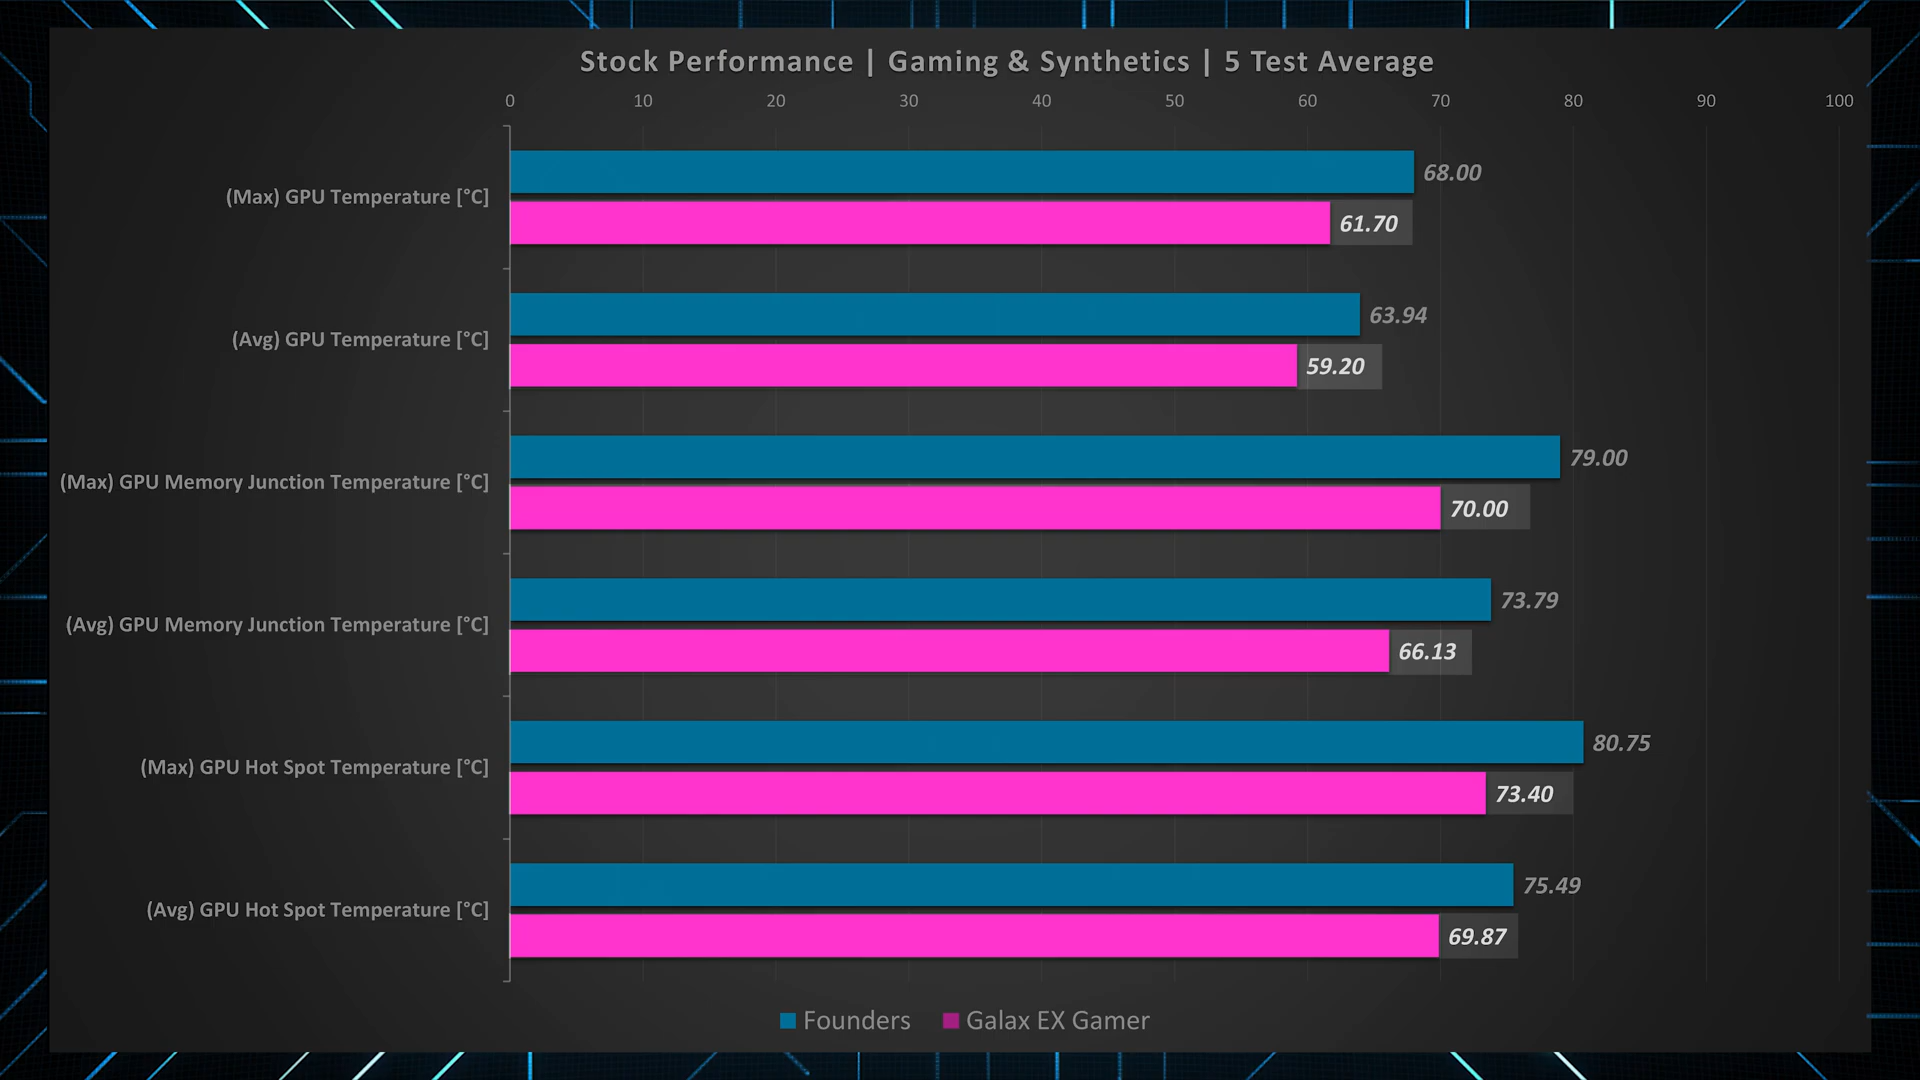 Stock Performance | Gaming & Synthetics | 5 Test Average
0 10 20 30 40 50 60 70 80 90 100
(Max) GPU Temperature [°C]
68.00
61.70
(Avg) GPU Temperature [°C]
63.94
59.20
(Max) GPU Memory Junction Temperature [°C]
79.00
70.00
(Avg) GPU Memory Junction Temperature [°C]
73.79
66.13
(Max) GPU Hot Spot Temperature [°C]
80.75
73.40
(Avg) GPU Hot Spot Temperature [°C]
75.49
69.87
Founders Galax EX Gamer